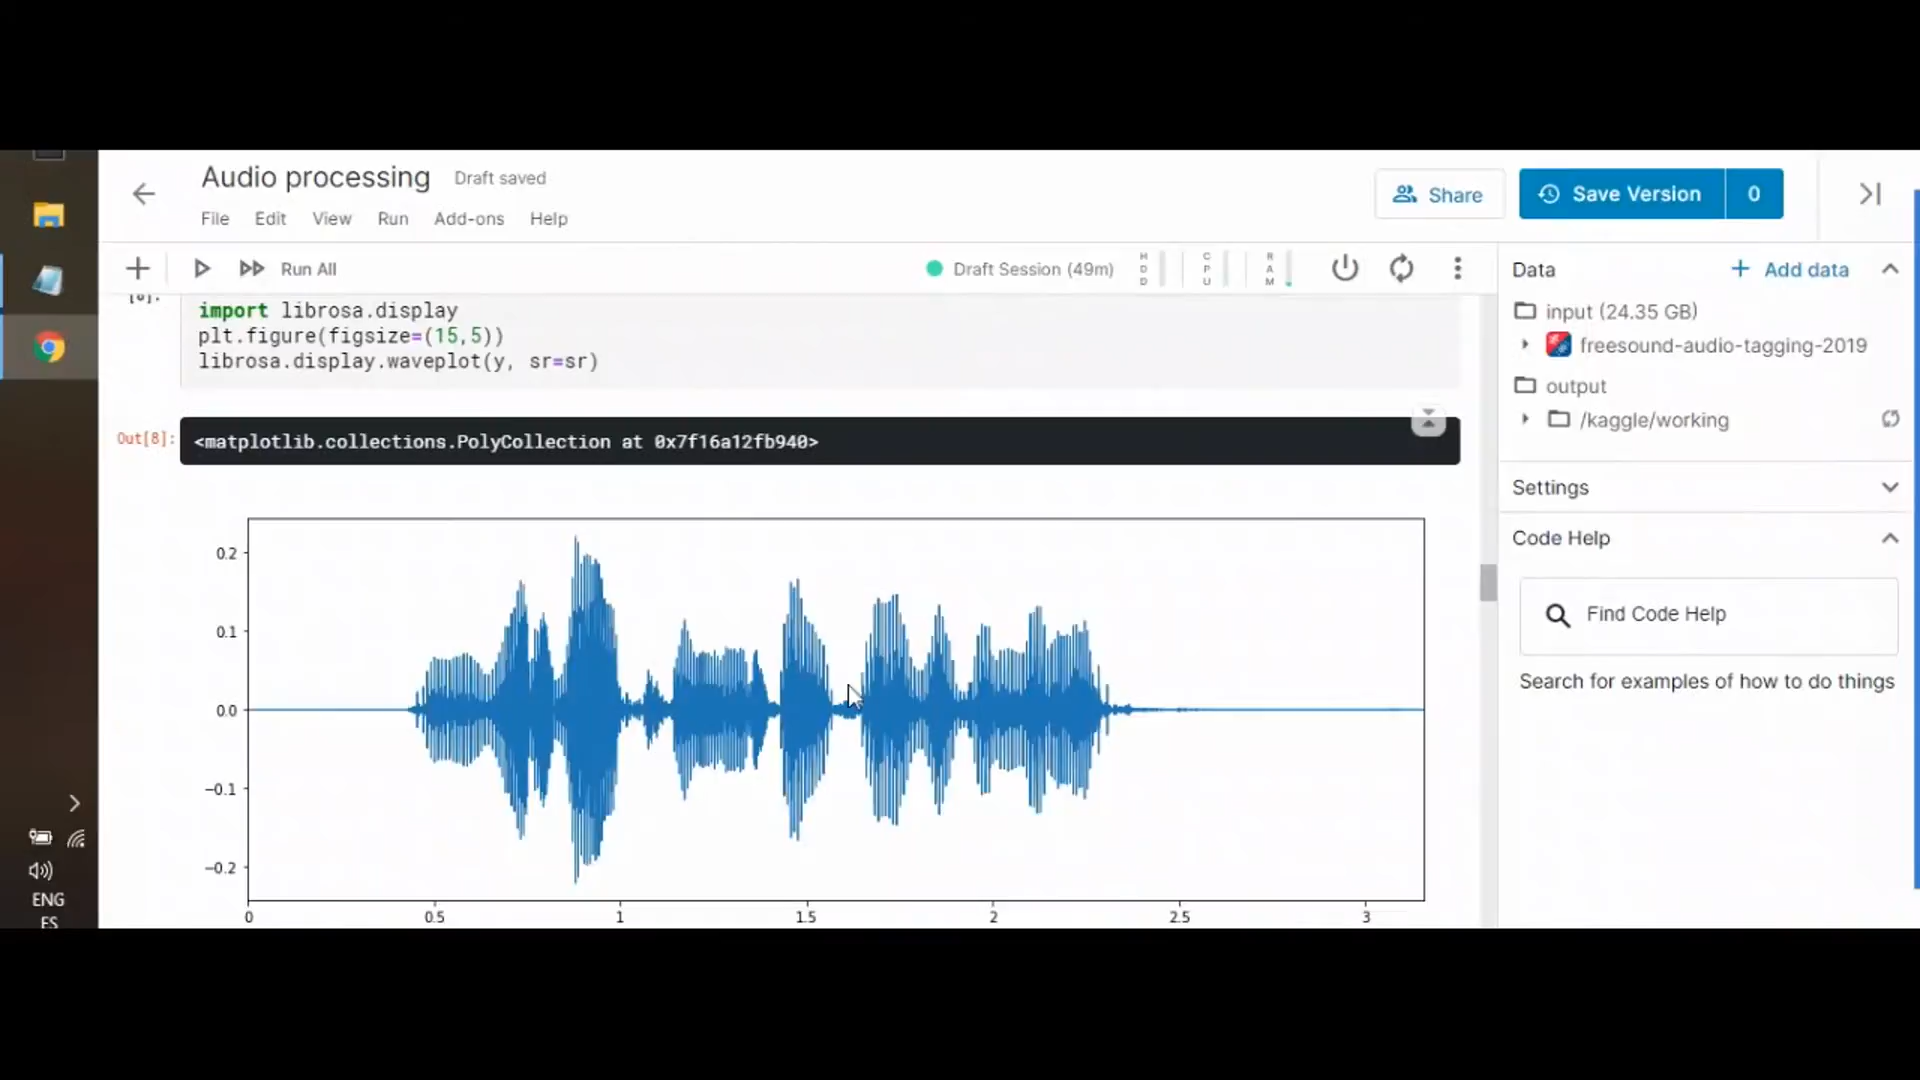 Audio processing Draft saved
File Edit View Run Add-ons Help
Share
Save Version 0
Run All
Draft Session (49m)
HDD
CPU
RAM
import librosa.display
plt.figure(figsize=(15,5))
librosa.display.waveplot(y, sr=sr)
Out[8]:
<matplotlib.collections.PolyCollection at 0x7f16a12fb940>
0.2
0.1
0.0
−0.1
−0.2
0 0.5 1 1.5 2 2.5 3
Data
Add data
input (24.35 GB)
freesound-audio-tagging-2019
output
/kaggle/working
Settings
Code Help
Find Code Help
Search for examples of how to do things
ENG
ES